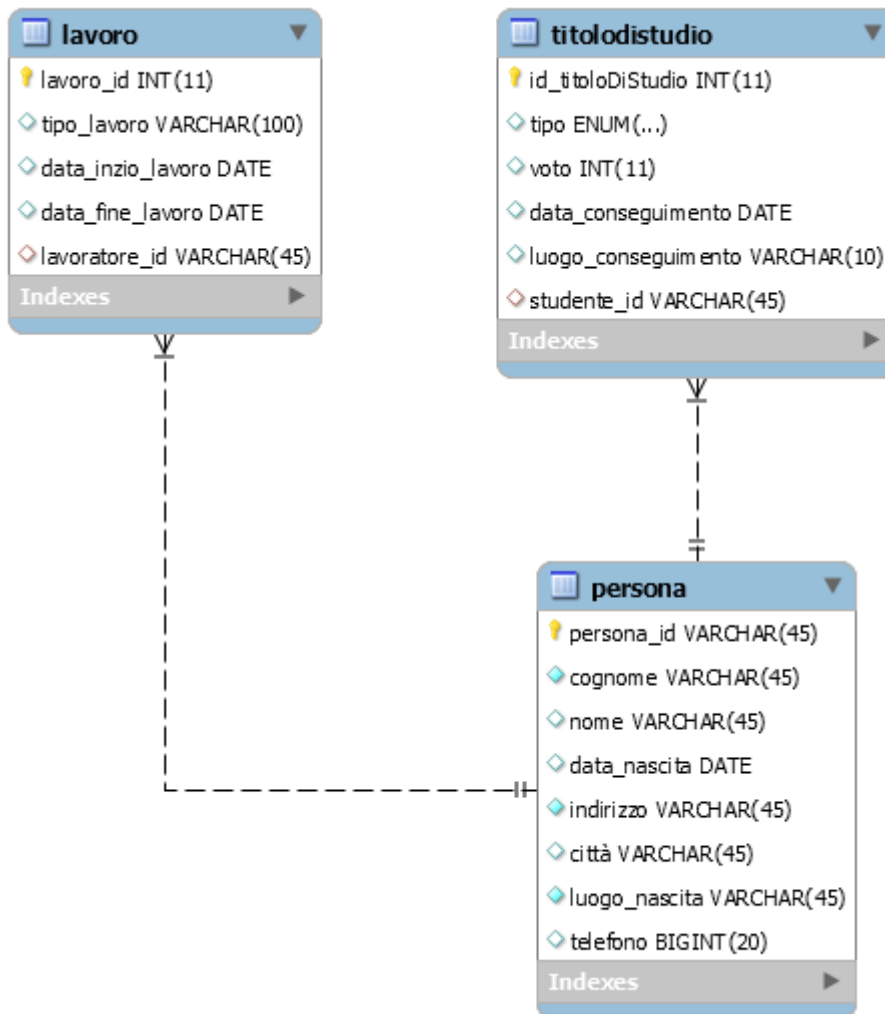 lavoro
lavoro_id INT(11)
tipo_lavoro VARCHAR(100)
data_inzio_lavoro DATE
data_fine_lavoro DATE
lavoratore_id VARCHAR(45)
Indexes
titolodistudio
id_titoloDiStudio INT(11)
tipo ENUM(...)
voto INT(11)
data_conseguimento DATE
luogo_conseguimento VARCHAR(10)
studente_id VARCHAR(45)
Indexes
persona
persona_id VARCHAR(45)
cognome VARCHAR(45)
nome VARCHAR(45)
data_nascita DATE
indirizzo VARCHAR(45)
città VARCHAR(45)
luogo_nascita VARCHAR(45)
telefono BIGINT(20)
Indexes